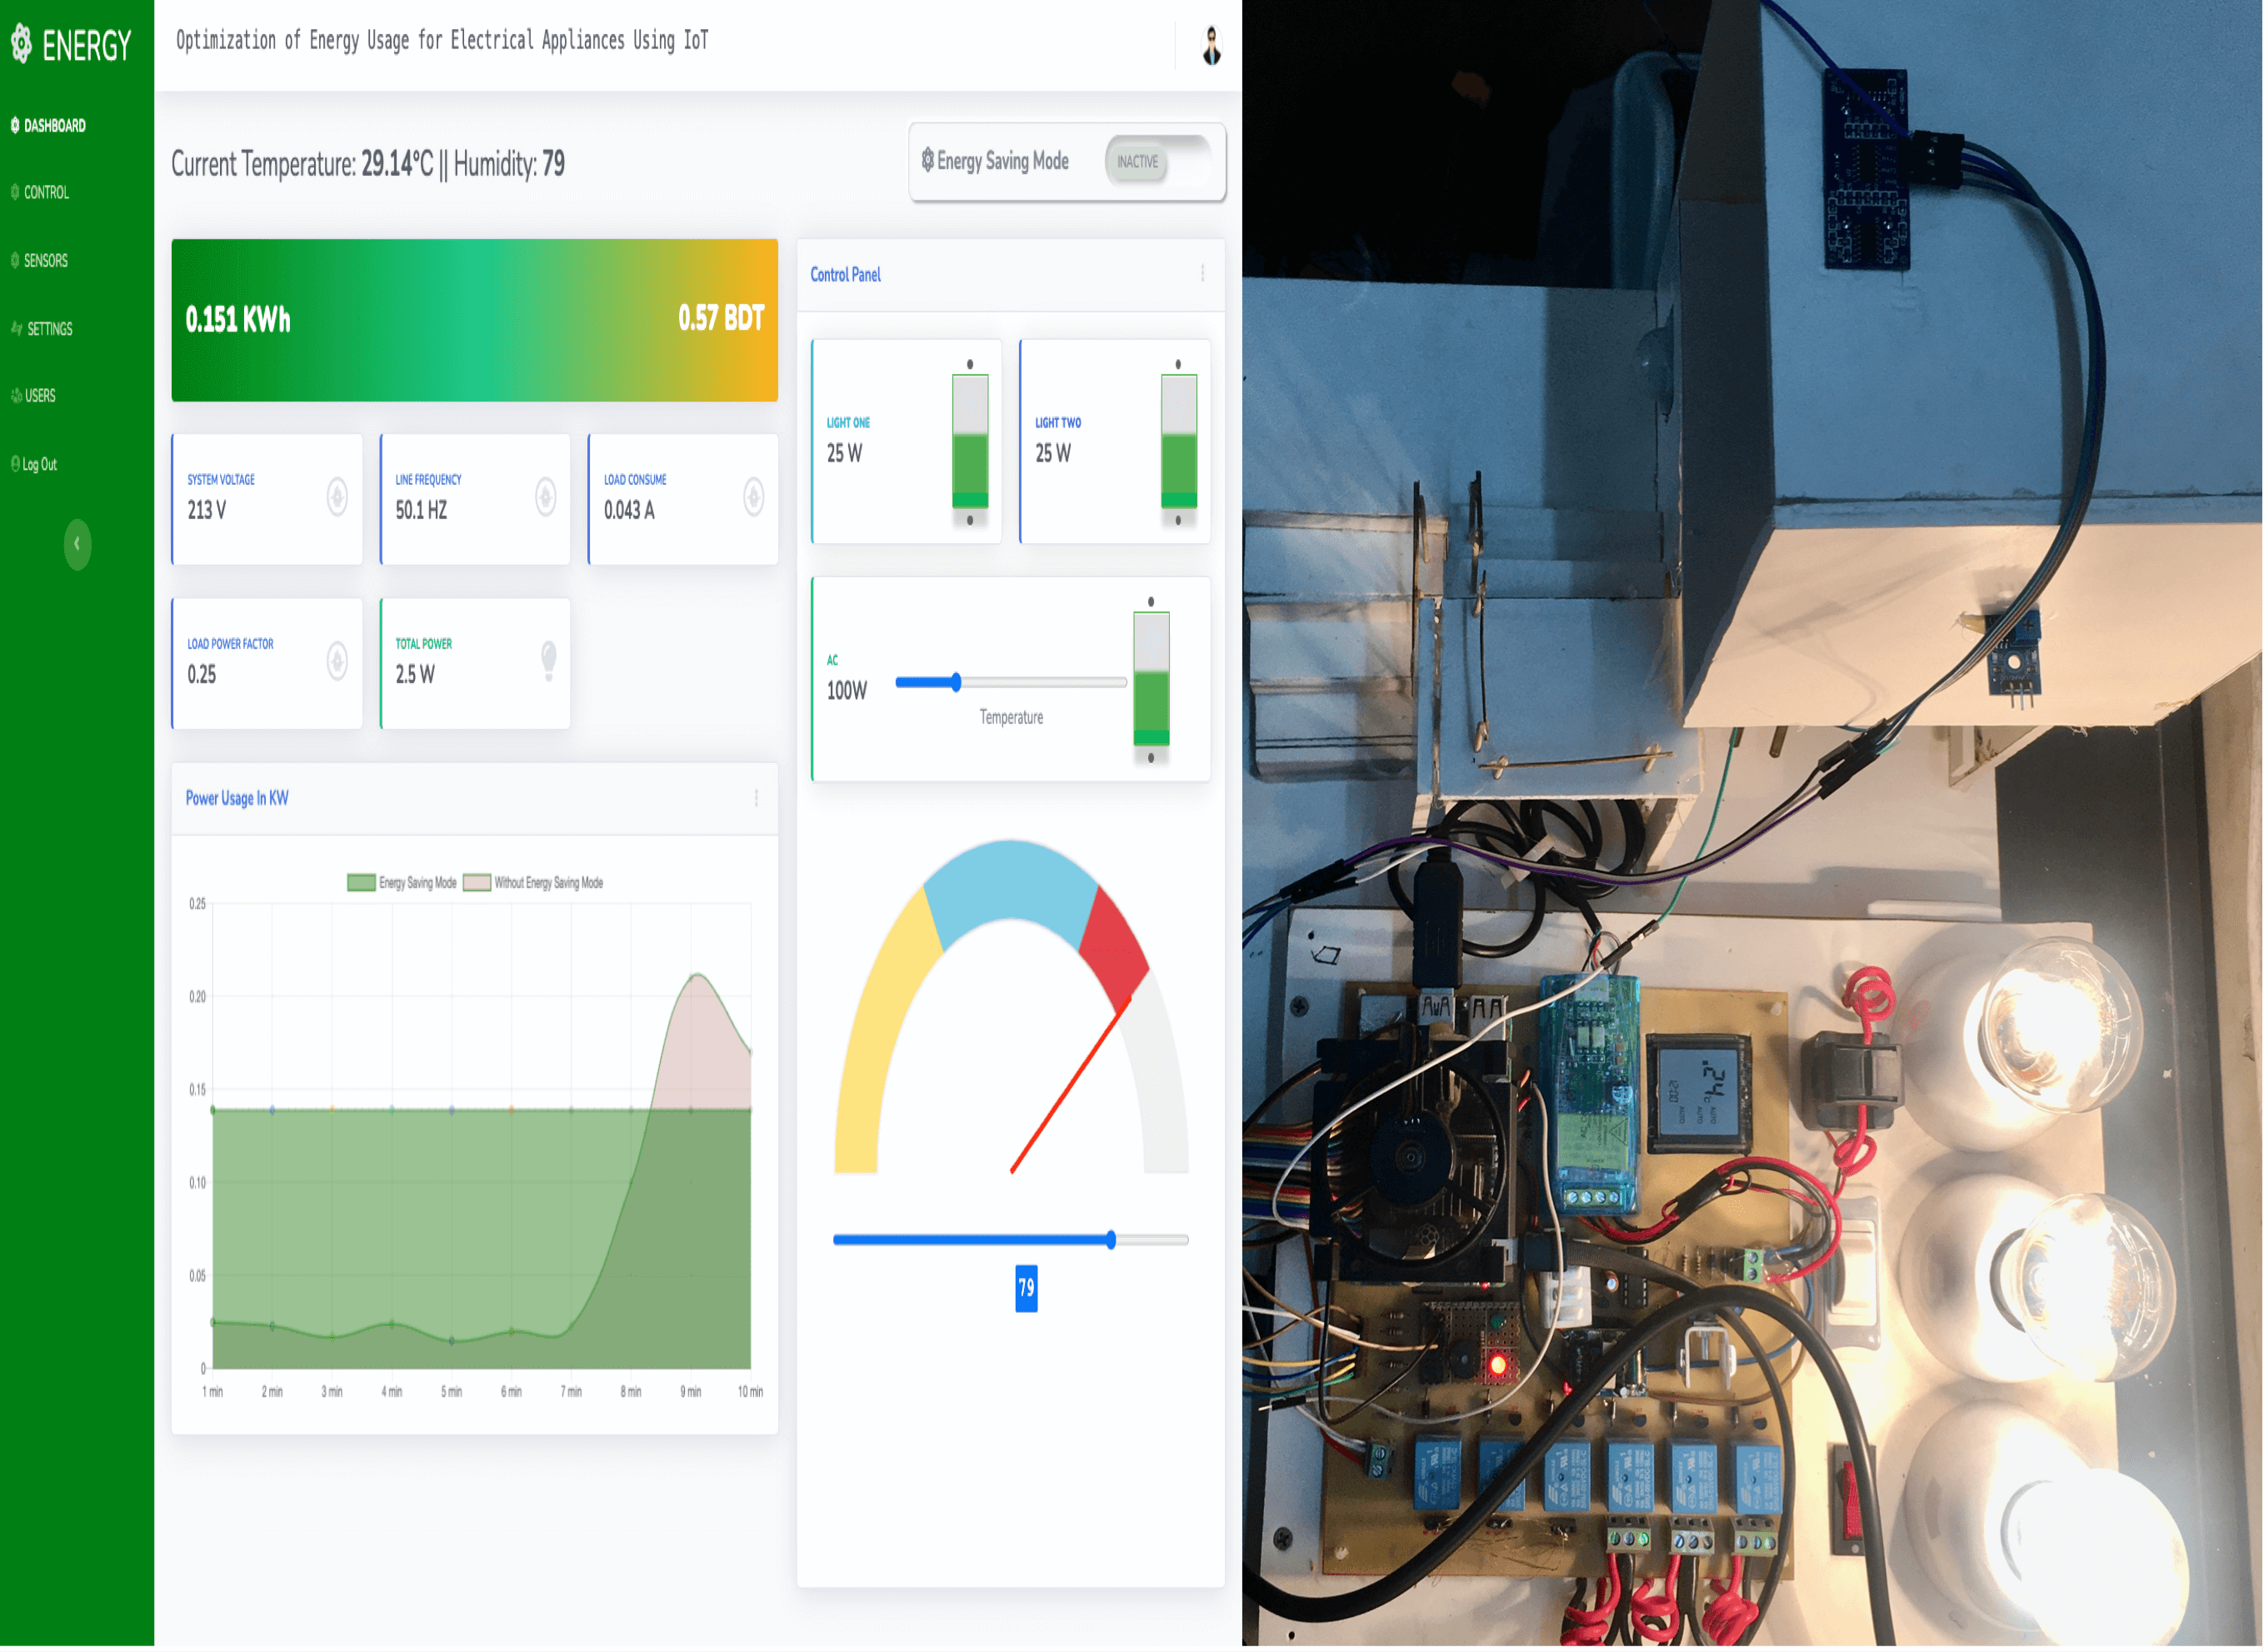 ENERGY
Optimization of Energy Usage for Electrical Appliances Using IoT
DASHBOARD
CONTROL
SENSORS
SETTINGS
USERS
Log Out
Current Temperature: 29.14°C || Humidity: 79
Energy Saving Mode
INACTIVE
0.151 KWh
0.57 BDT
SYSTEM VOLTAGE
213 V
LINE FREQUENCY
50.1 HZ
LOAD CONSUME
0.043 A
LOAD POWER FACTOR
0.25
TOTAL POWER
2.5 W
Power Usage In KW
Energy Saving Mode
Without Energy Saving Mode
0.25
0.20
0.15
0.10
0.05
0
1 min
2 min
3 min
4 min
5 min
6 min
7 min
8 min
9 min
10 min
Control Panel
LIGHT ONE
25 W
LIGHT TWO
25 W
AC
100W
Temperature
79
24°C
AUTO
AUTO